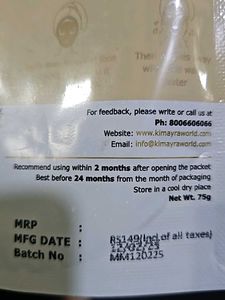 For feedback, please write or call us at
Ph: 8006606066
Website: www.kimayraworld.com
Email: info@kimayraworld.com
Recommend using within 2 months after opening the packet
Best before 24 months from the month of packaging
Store in a cool dry place
Net Wt. 75g
MRP :
MFG DATE : RS149(Incl of all taxes)
Batch No : MM120225